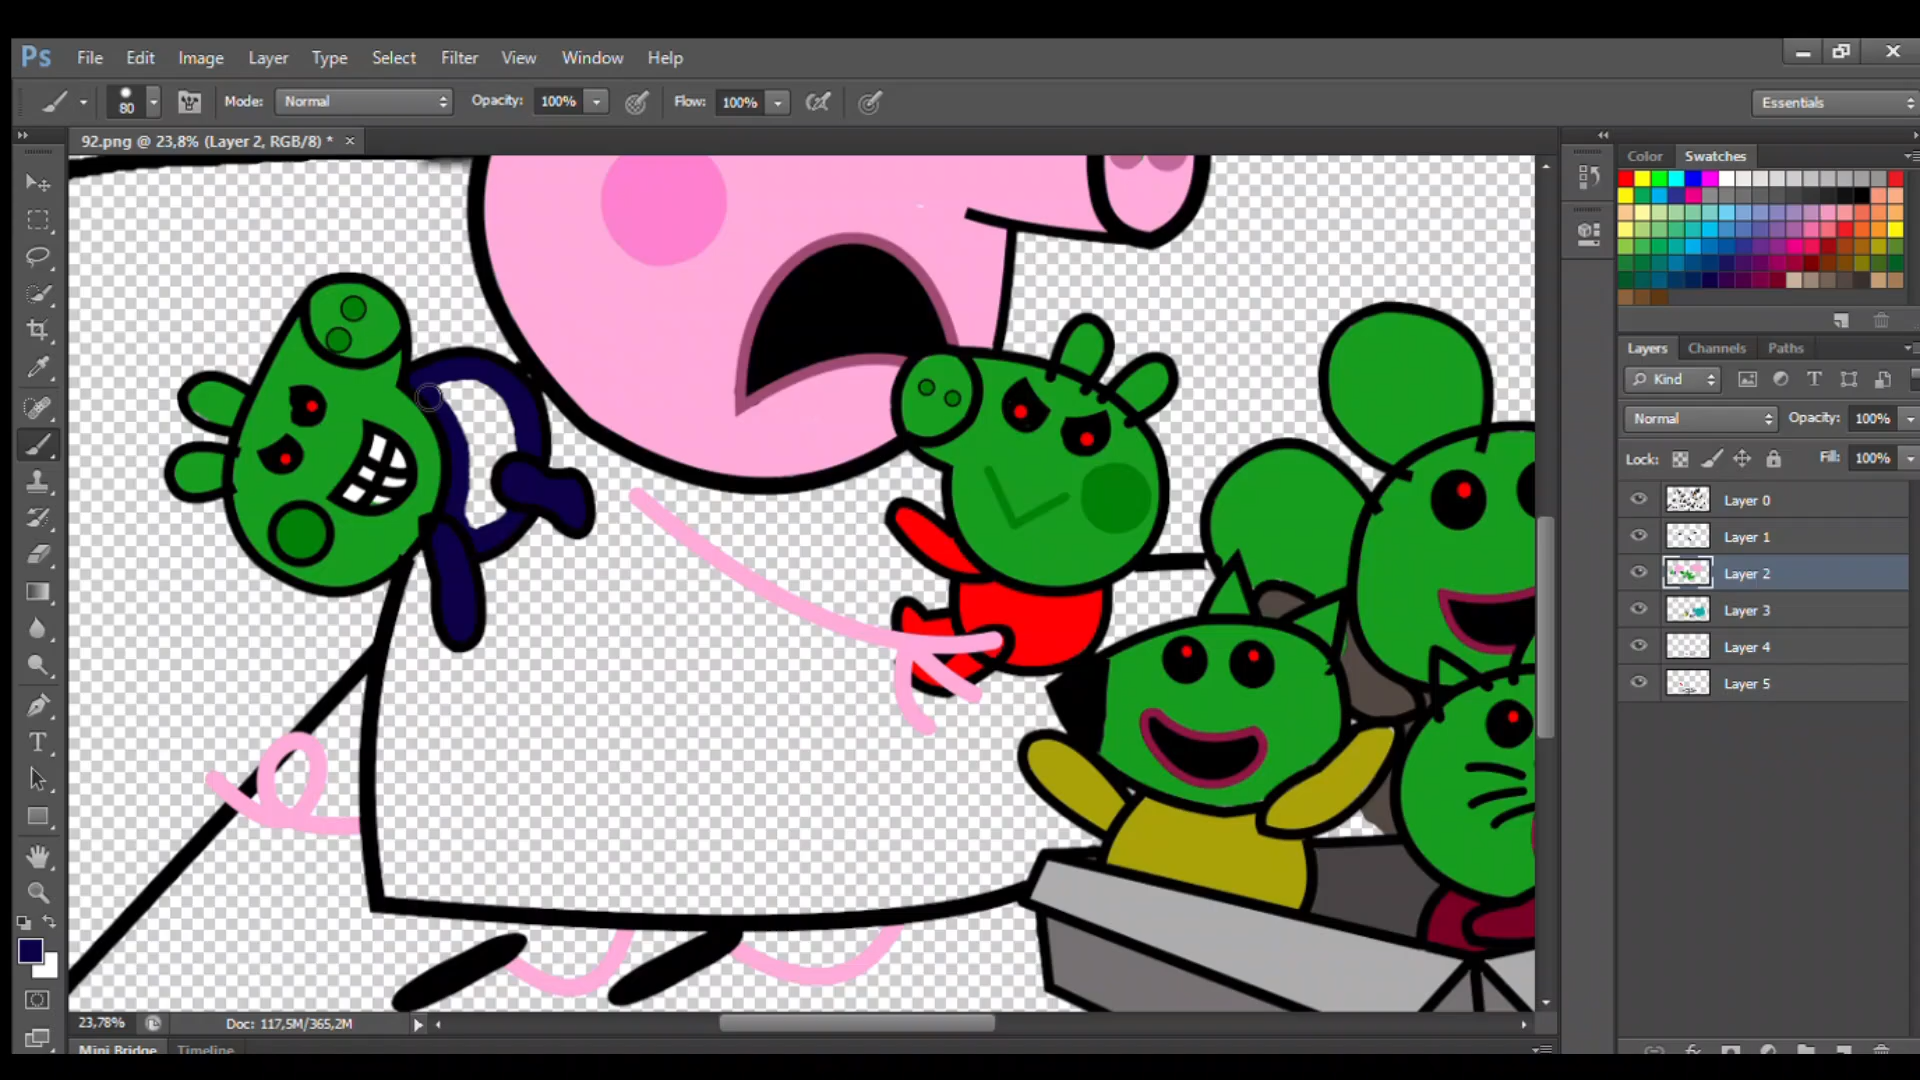 Ps File Edit Image Layer Type Select Filter View Window Help
80 Mode: Normal Opacity: 100% Flow: 100% Essentials
92.png @ 23,8% (Layer 2, RGB/8) * ×
Color Swatches
Layers Channels Paths
Kind
Normal Opacity: 100%
Lock: Fill: 100%
Layer 0
Layer 1
Layer 2
Layer 3
Layer 4
Layer 5
23,78% Doc: 117,5M/365,2M
Mini Bridge Timeline